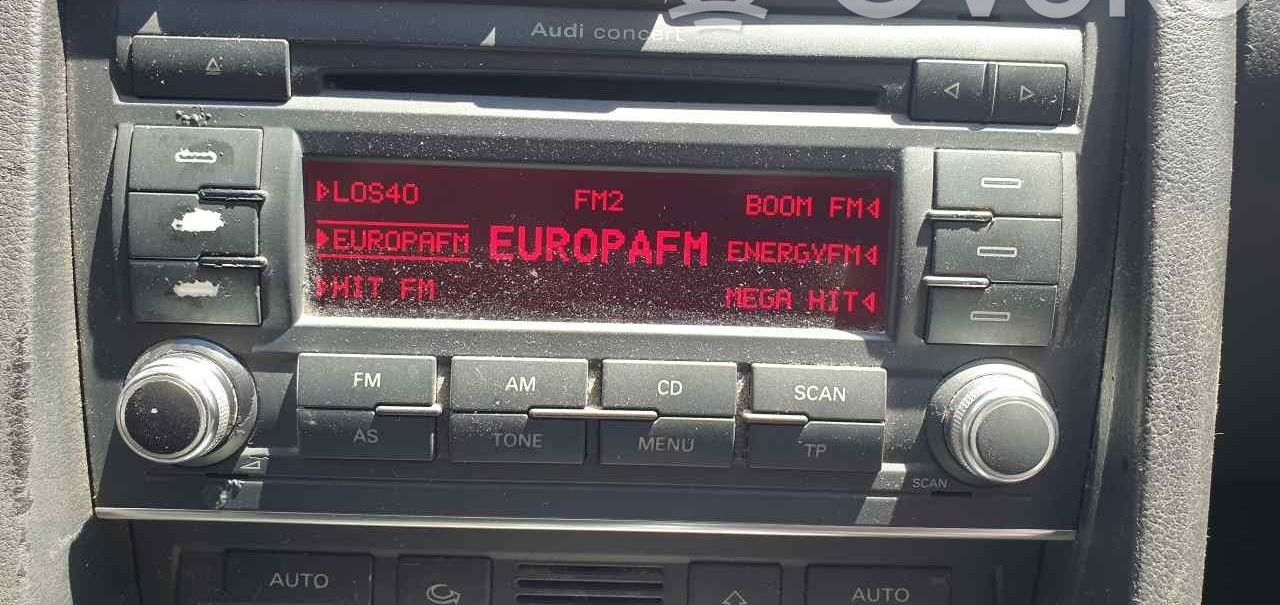 Audi concert
LOS40 FM2 BOOM FM
EUROPAFM EUROPAFM ENERGYFM
HIT FM MEGA HIT
FM AM CD SCAN
AS TONE MENU TP
SCAN
AUTO AUTO